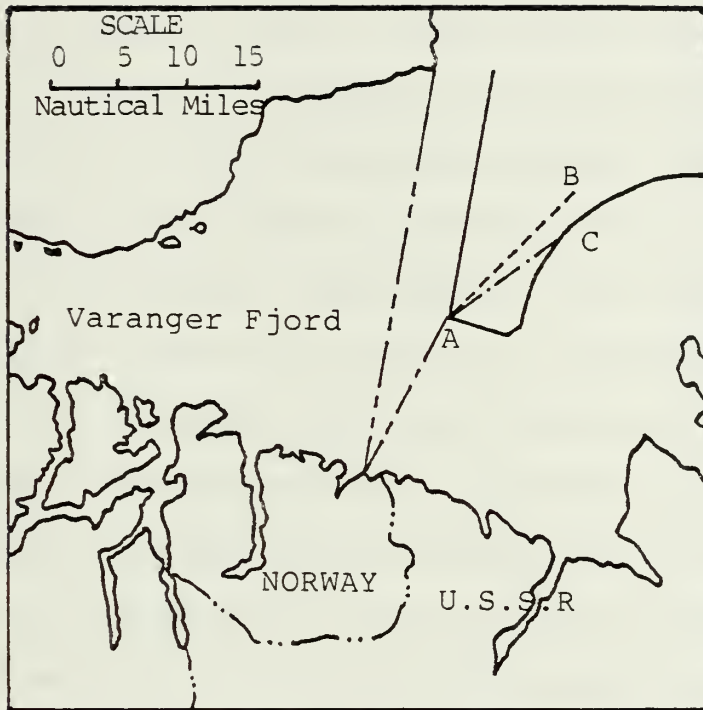 SCALE
0 5 10 15
Nautical Miles
B
C
Varanger Fjord
A
NORWAY
U.S.S.R